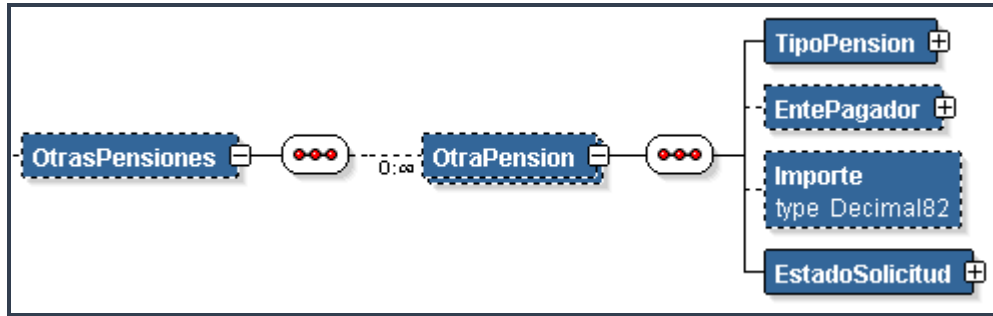 TipoPension
EntePagador
OtrasPensiones
0:∞
OtraPension
Importe
type Decimal82
EstadoSolicitud